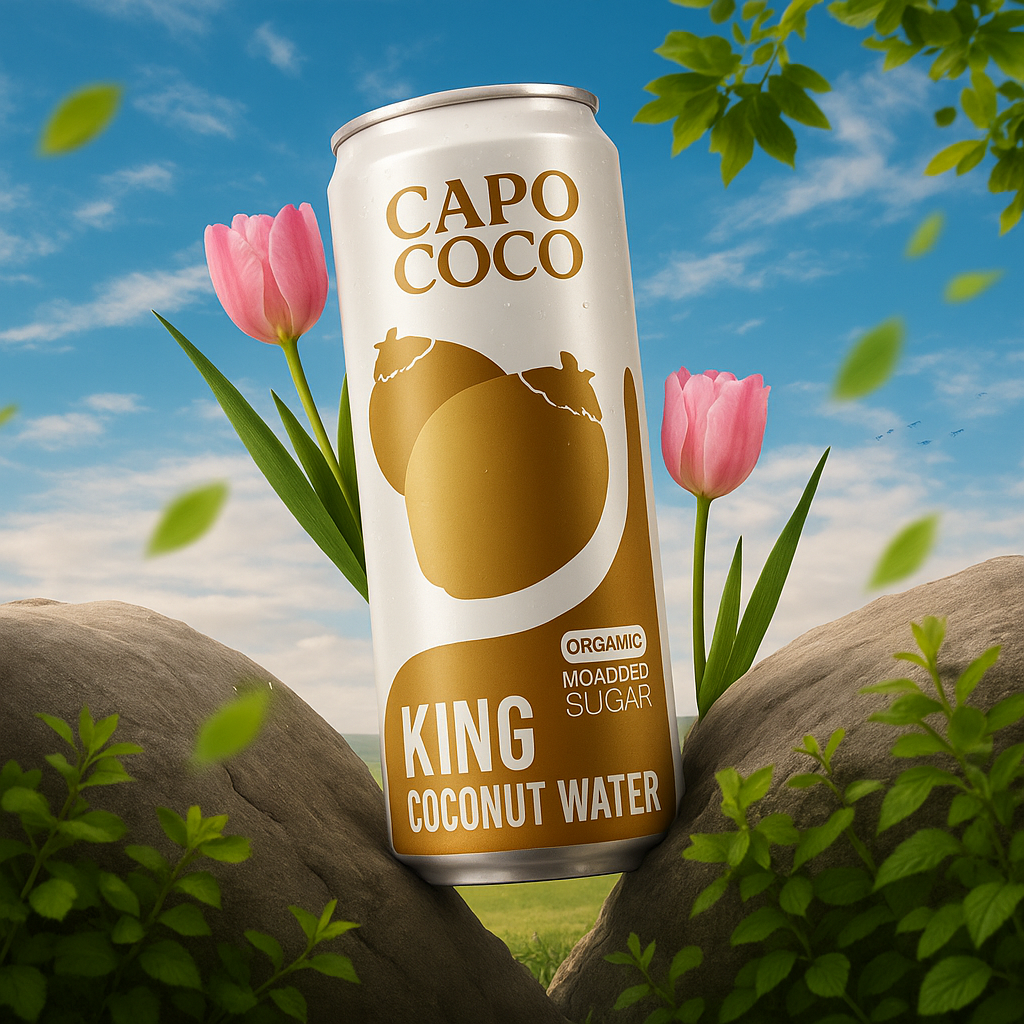 CAPO
COCO
ORGAMIC
MOADDED
SUGAR
KING
COCONUT WATER